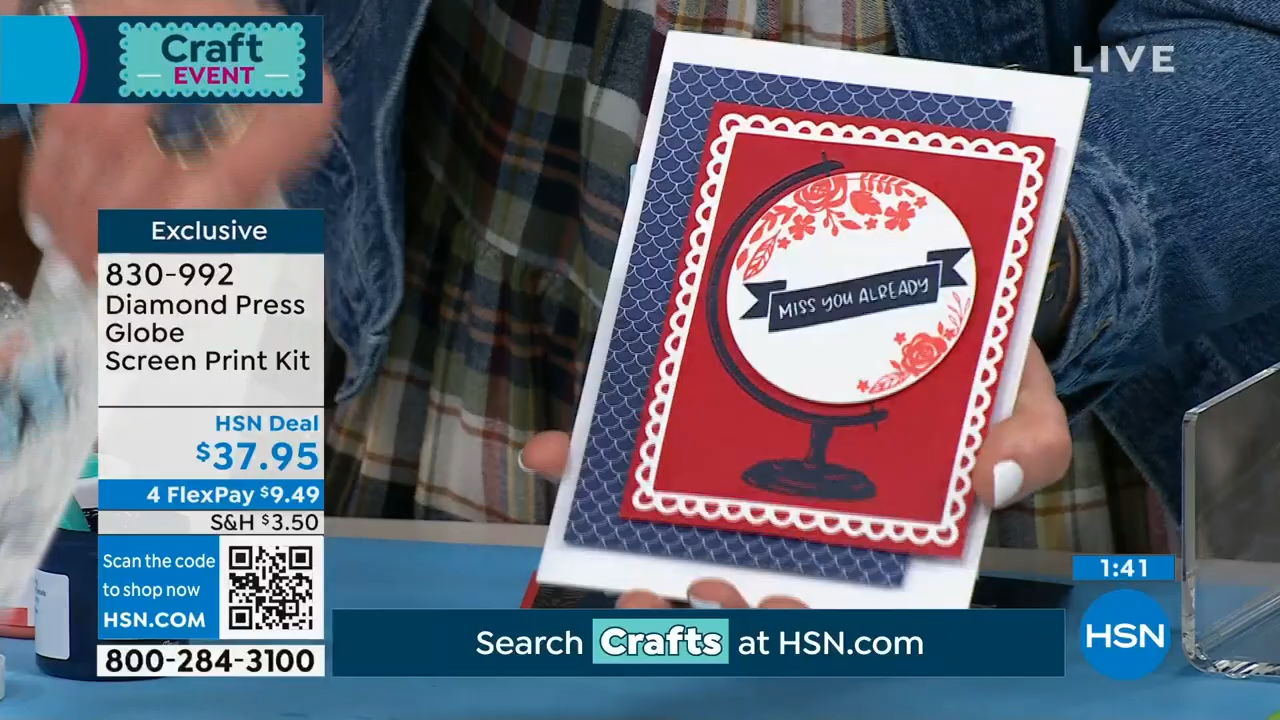 Craft
EVENT
LIVE
Exclusive
830-992
Diamond Press
Globe
Screen Print Kit
HSN Deal
$37.95
4 FlexPay $9.49
S&H $3.50
Scan the code
to shop now
HSN.COM
800-284-3100
MISS YOU ALREADY
1:41
HSN
Search Crafts at HSN.com